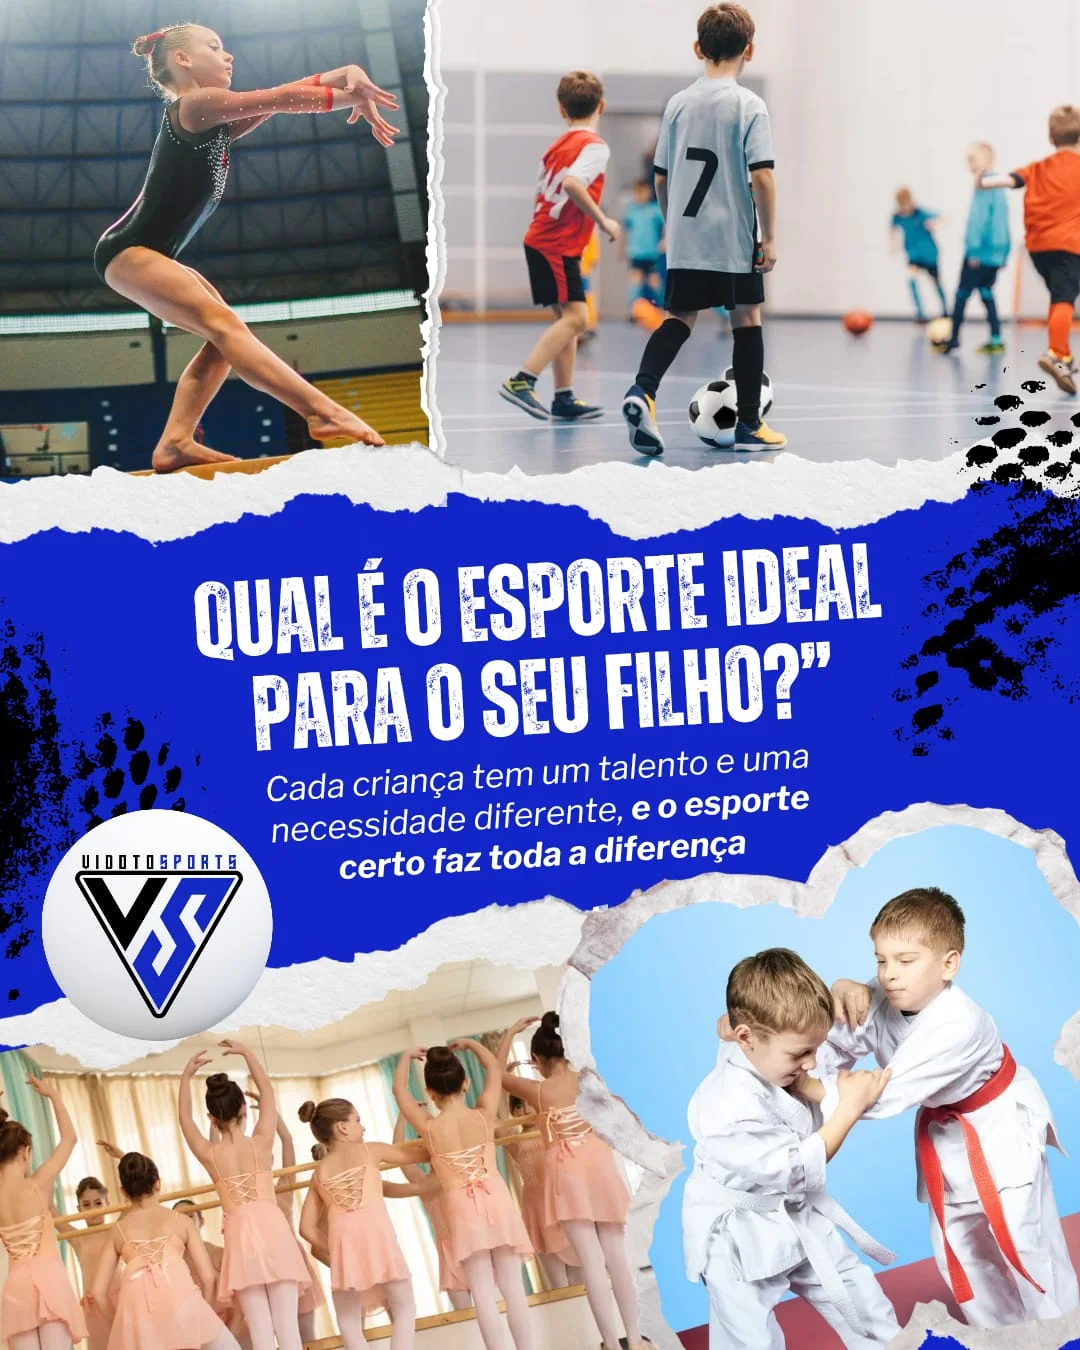 7
QUAL É O ESPORTE IDEAL
PARA O SEU FILHO?”
Cada criança tem um talento e uma
necessidade diferente, e o esporte
certo faz toda a diferença
VIDOTOSPORTS
VS